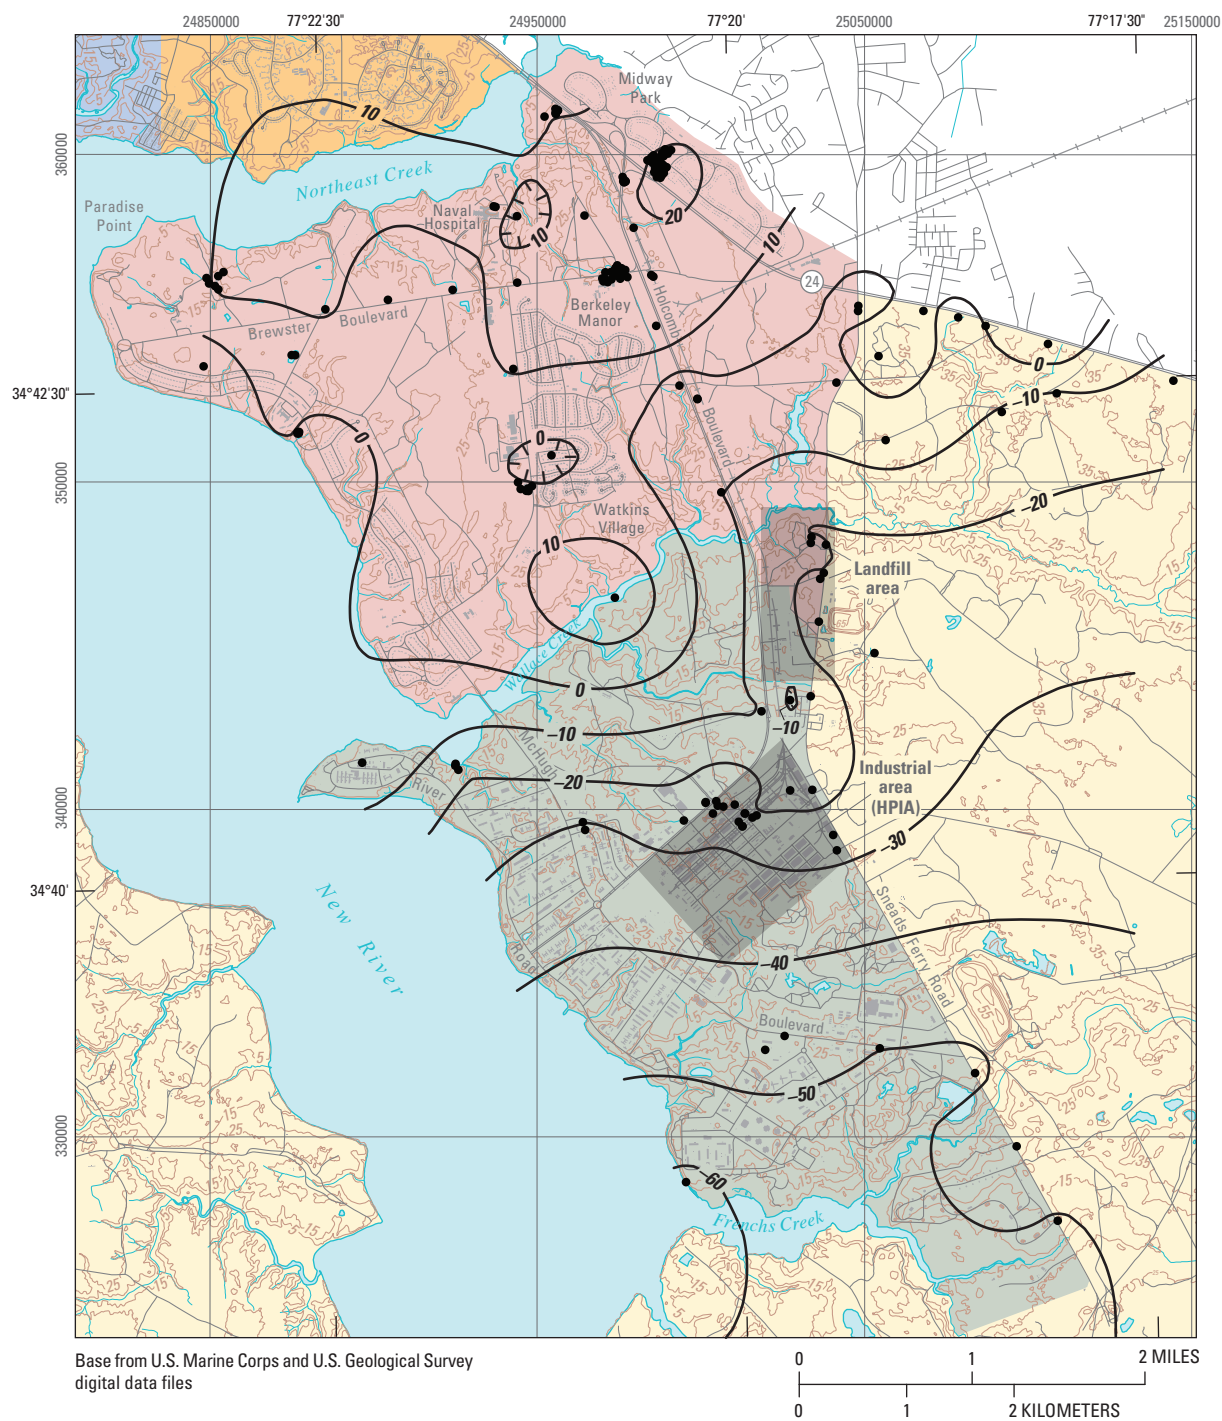 24850000
77°22'30"
24950000
77°20'
25050000
77°17'30"
25150000
Midway
Park
10
360000
Northeast Creek
Paradise
Point
Naval
Hospital
10
20
10
24
Berkeley
Manor
Holcomb
Brewster
Boulevard
0
34°42'30"
–10
0
Boulevard
0
350000
Watkins
Village
–20
10
Landfill
area
65
Wallace Creek
0
–10
–10
McHugh
Industrial
area
(HPIA)
–20
River
340000
–30
34°40'
New River
Sneads Ferry Road
Road
–40
55
Boulevard
–50
330000
–60
Frenchs Creek
Base from U.S. Marine Corps and U.S. Geological Survey
digital data files
0 1 2 MILES
0 1 2 KILOMETERS